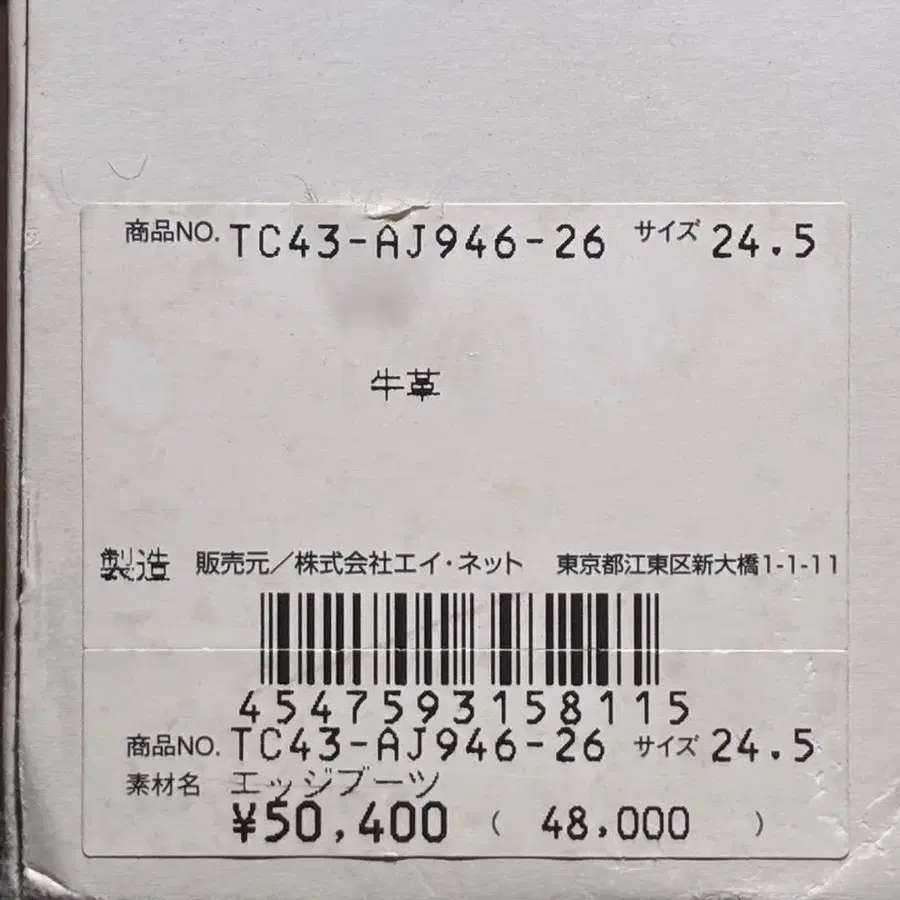 商品NO. TC43-AJ946-26 サイズ 24.5
牛革
製造 販売元／株式会社エイ・ネット 東京都江東区新大橋1-1-11
4547593158115
商品NO. TC43-AJ946-26 サイズ 24.5
素材名 エッジブーツ
¥50,400 ( 48,000 )